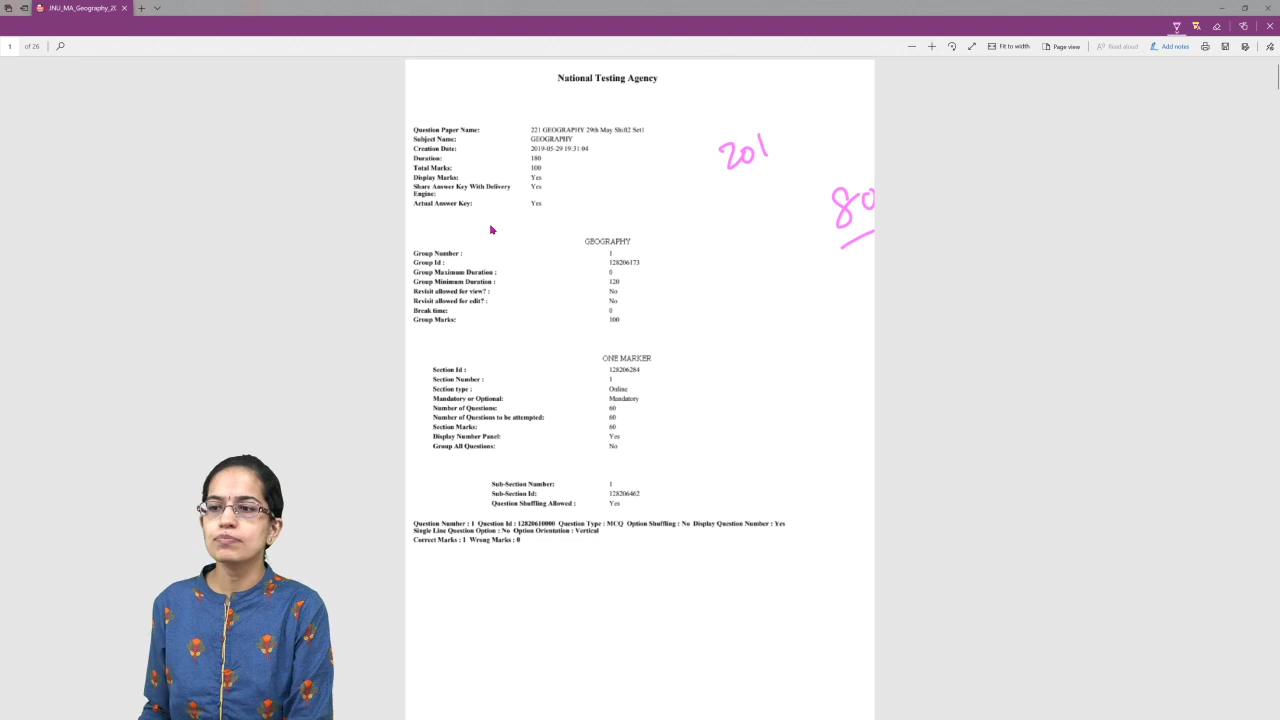 JNU_MA_Geography_20
1 of 26
Fit to width
Page view
Read aloud
Add notes
National Testing Agency
Question Paper Name: 221 GEOGRAPHY 29th May Shift2 Set1
Subject Name: GEOGRAPHY
Creation Date: 2019-05-29 19:31:04
Duration: 180
Total Marks: 100
Display Marks: Yes
Share Answer Key With Delivery Yes
Engine:
Actual Answer Key: Yes
201
80
GEOGRAPHY
Group Number : 1
Group Id : 128206173
Group Maximum Duration : 0
Group Minimum Duration : 120
Revisit allowed for view? : No
Revisit allowed for edit? : No
Break time: 0
Group Marks: 100
ONE MARKER
Section Id : 128206284
Section Number : 1
Section type : Online
Mandatory or Optional: Mandatory
Number of Questions: 60
Number of Questions to be attempted: 60
Section Marks: 60
Display Number Panel: Yes
Group All Questions: No
Sub-Section Number: 1
Sub-Section Id: 128206462
Question Shuffling Allowed : Yes
Question Number : 1 Question Id : 12820610000 Question Type : MCQ Option Shuffling : No Display Question Number : Yes
Single Line Question Option : No Option Orientation : Vertical
Correct Marks : 1 Wrong Marks : 0